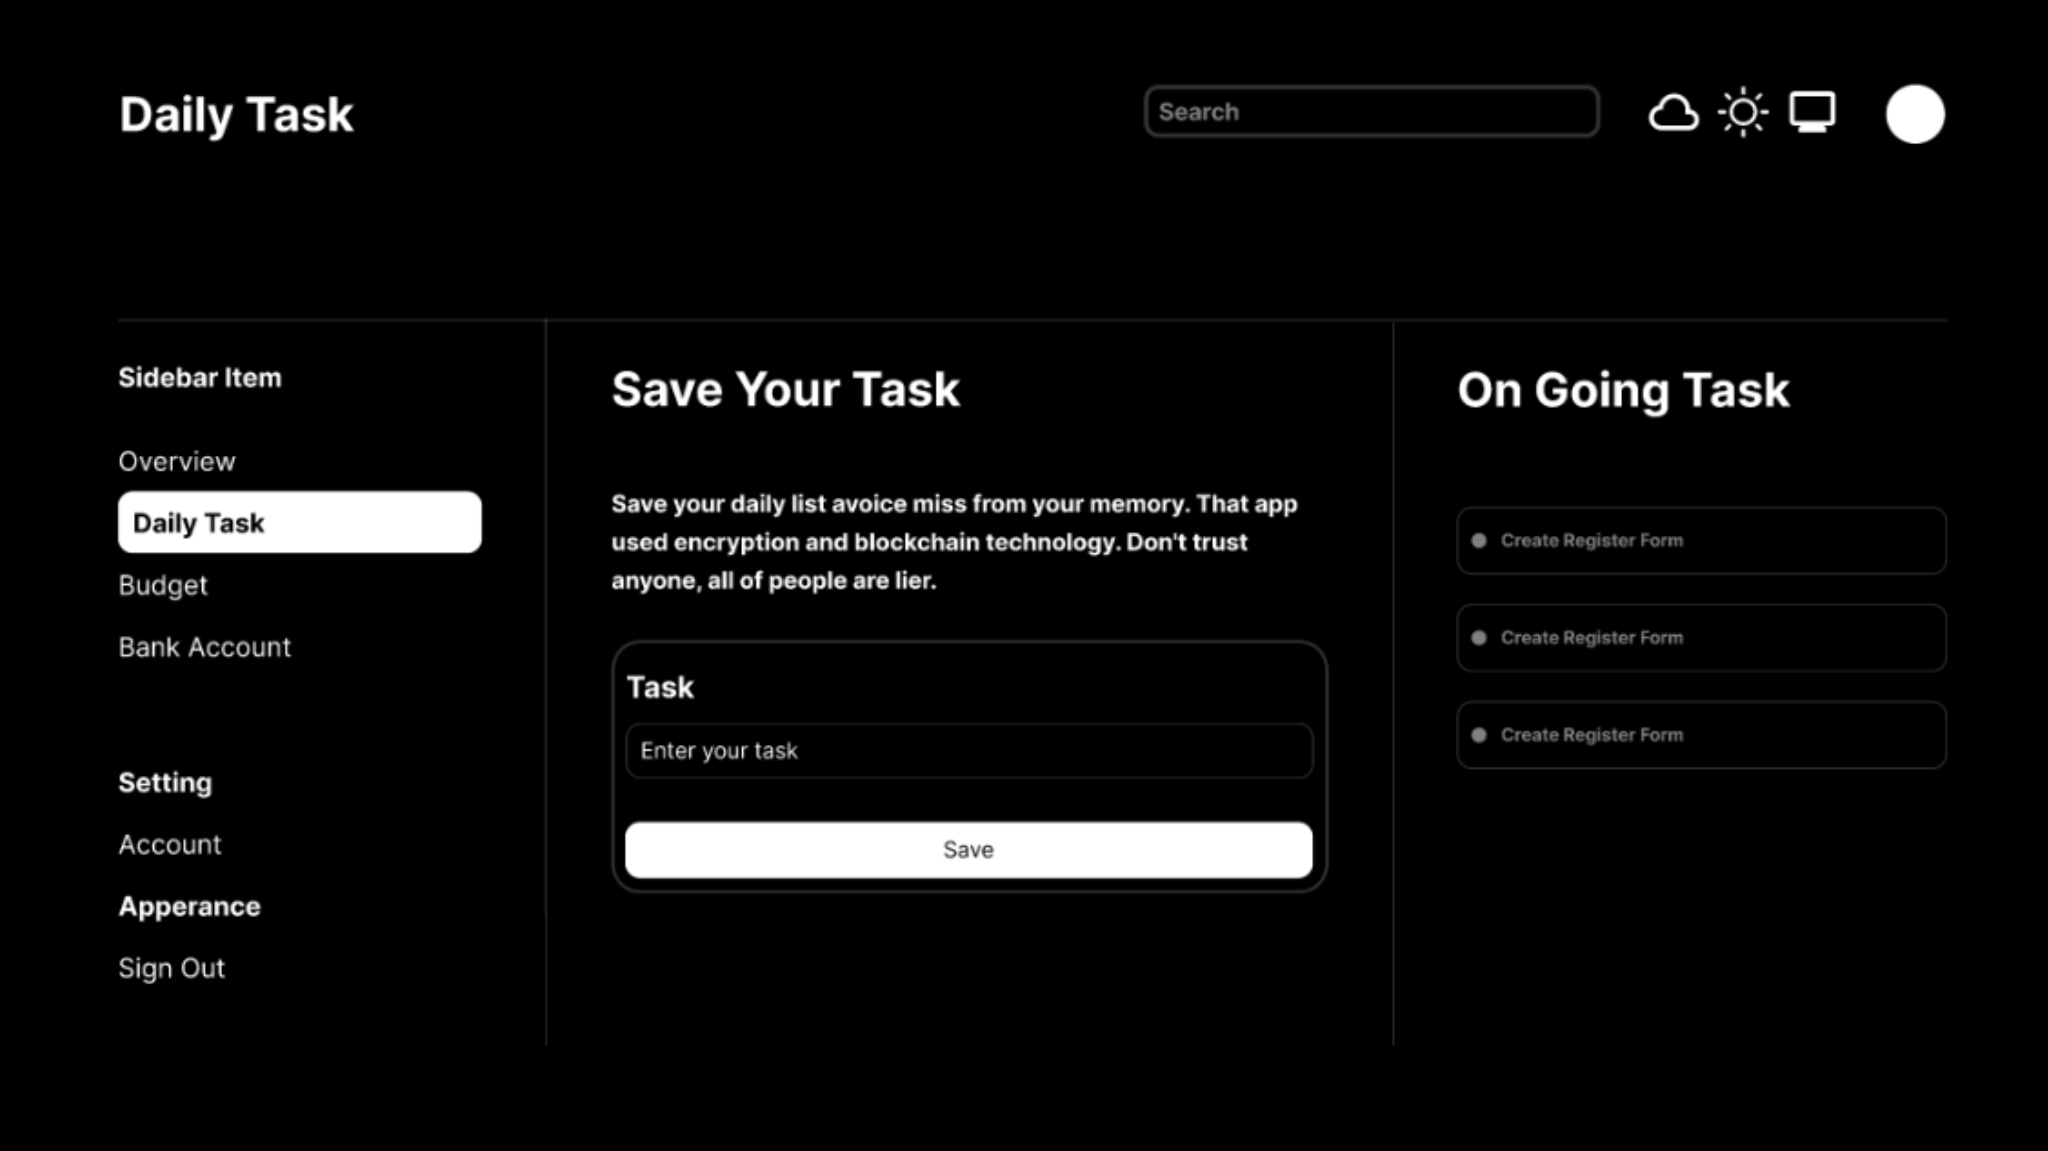 Daily Task
Search
Sidebar Item
Overview
Daily Task
Budget
Bank Account
Setting
Account
Apperance
Sign Out
Save Your Task
Save your daily list avoice miss from your memory. That app
used encryption and blockchain technology. Don't trust
anyone, all of people are lier.
Task
Enter your task
Save
On Going Task
Create Register Form
Create Register Form
Create Register Form